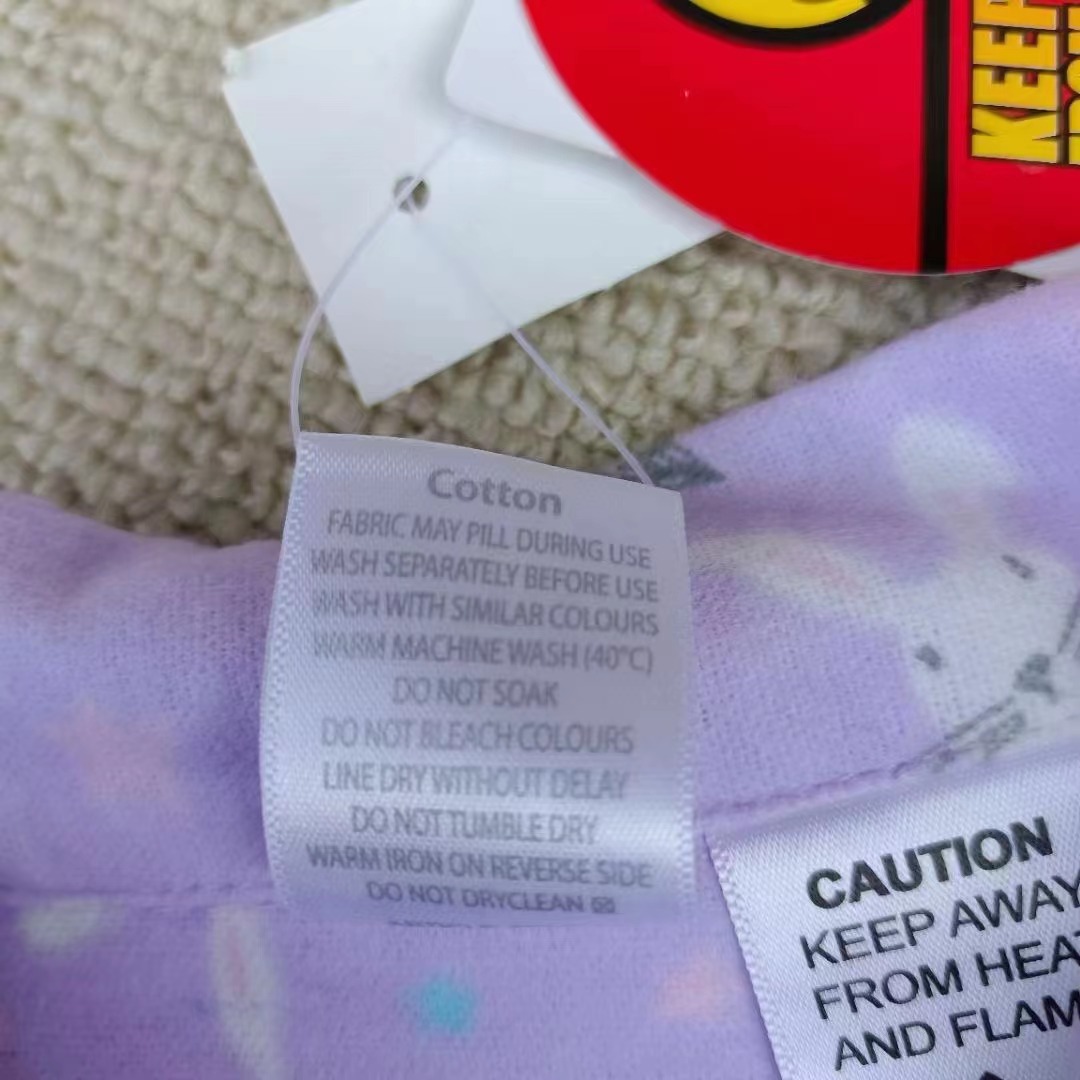 KEEP
Cotton
FABRIC MAY PILL DURING USE
WASH SEPARATELY BEFORE USE
WASH WITH SIMILAR COLOURS
WARM MACHINE WASH (40°C)
DO NOT SOAK
DO NOT BLEACH COLOURS
LINE DRY WITHOUT DELAY
DO NOT TUMBLE DRY
WARM IRON ON REVERSE SIDE
DO NOT DRYCLEAN
CAUTION
KEEP AWAY
FROM HEA
AND FLAM